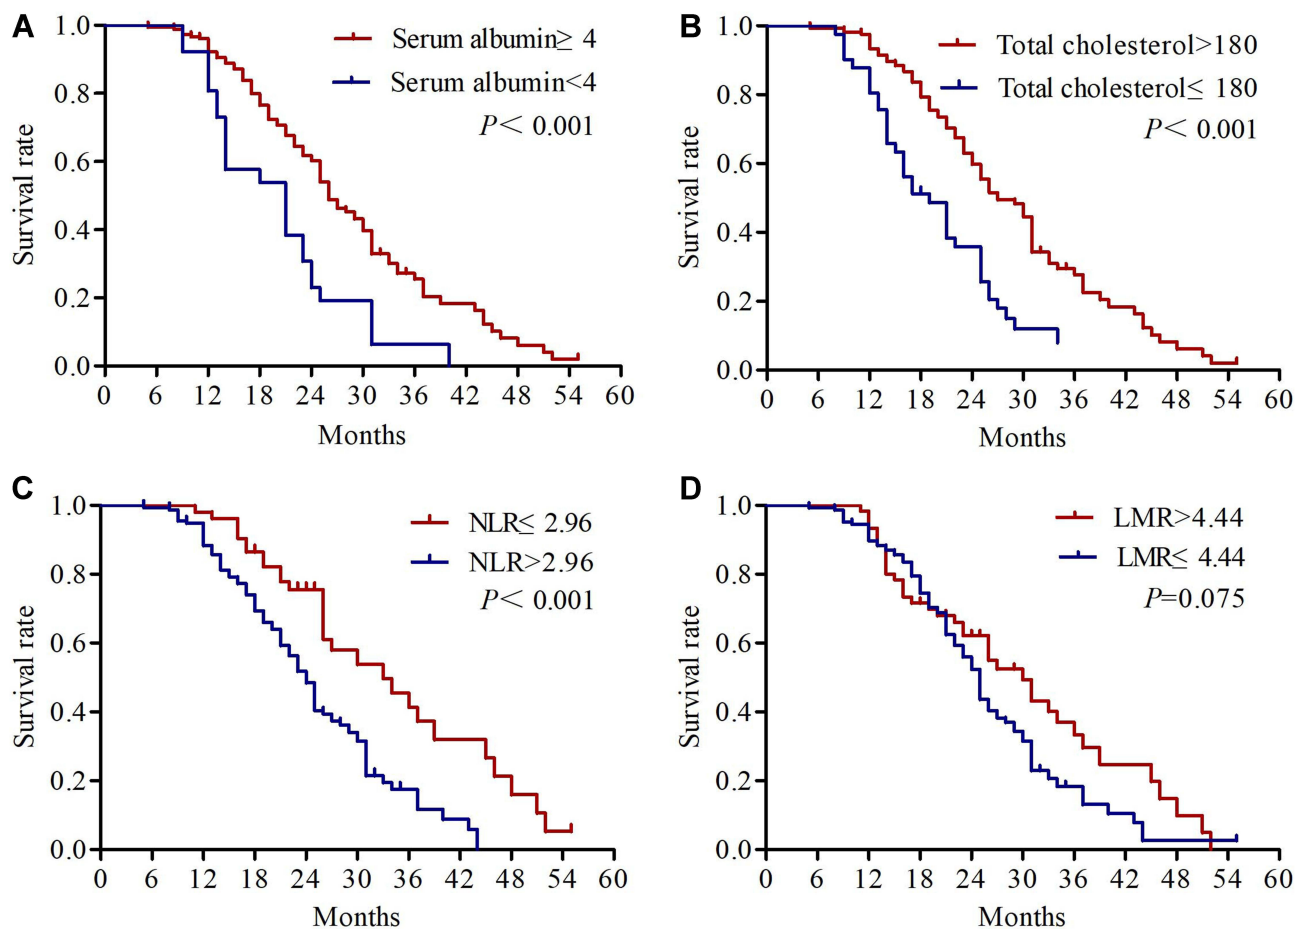 A
Serum albumin≥ 4
Serum albumin<4
P< 0.001
Survival rate
1.0
0.8
0.6
0.4
0.2
0.0
0 6 12 18 24 30 36 42 48 54 60
Months
B
Total cholesterol>180
Total cholesterol≤ 180
P< 0.001
Survival rate
1.0
0.8
0.6
0.4
0.2
0.0
0 6 12 18 24 30 36 42 48 54 60
Months
C
NLR≤ 2.96
NLR>2.96
P< 0.001
Survival rate
1.0
0.8
0.6
0.4
0.2
0.0
0 6 12 18 24 30 36 42 48 54 60
Months
D
LMR>4.44
LMR≤ 4.44
P=0.075
Survival rate
1.0
0.8
0.6
0.4
0.2
0.0
0 6 12 18 24 30 36 42 48 54 60
Months